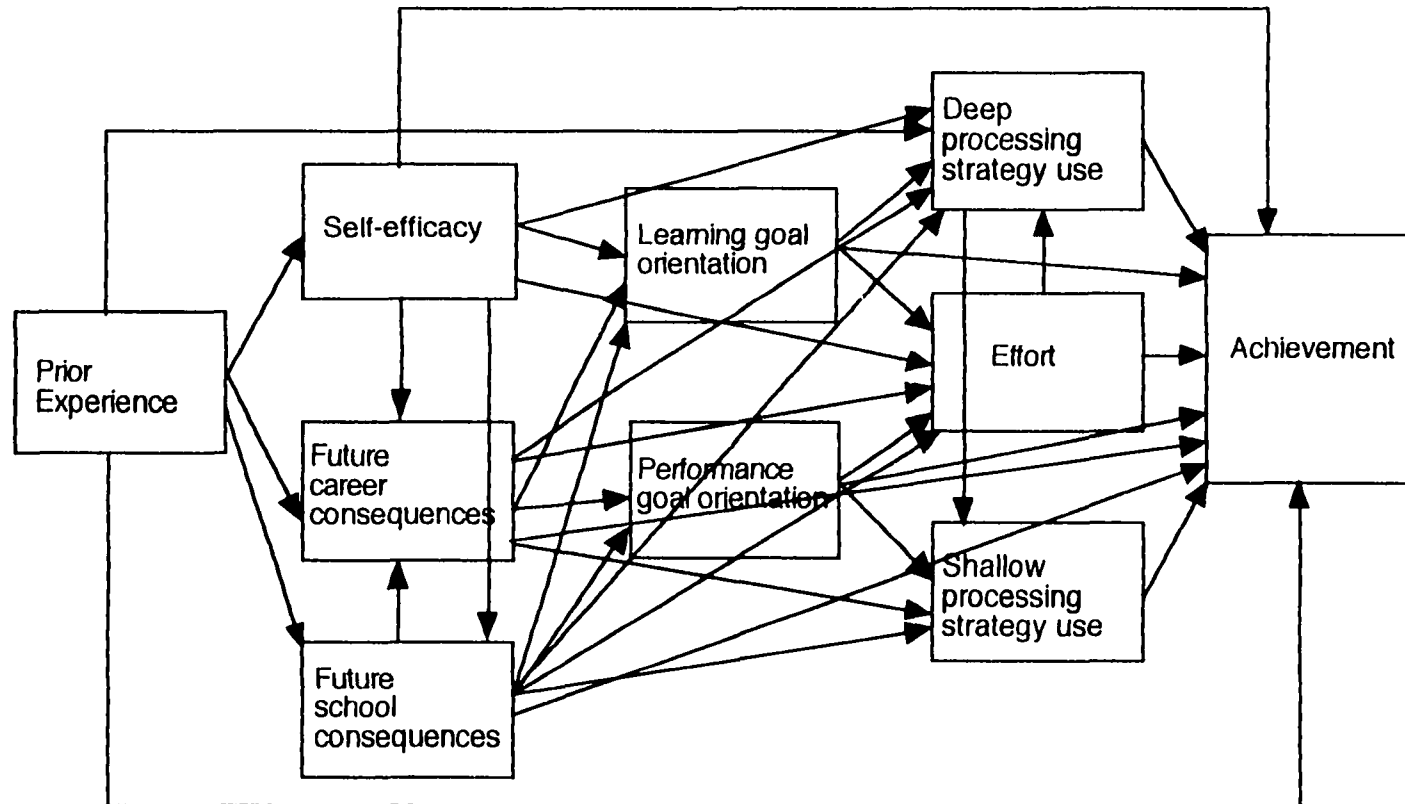 Prior
Experience
Self-efficacy
Future
career
consequences
Future
school
consequences
Learning goal
orientation
Performance
goal orientation
Deep
processing
strategy use
Effort
Shallow
processing
strategy use
Achievement